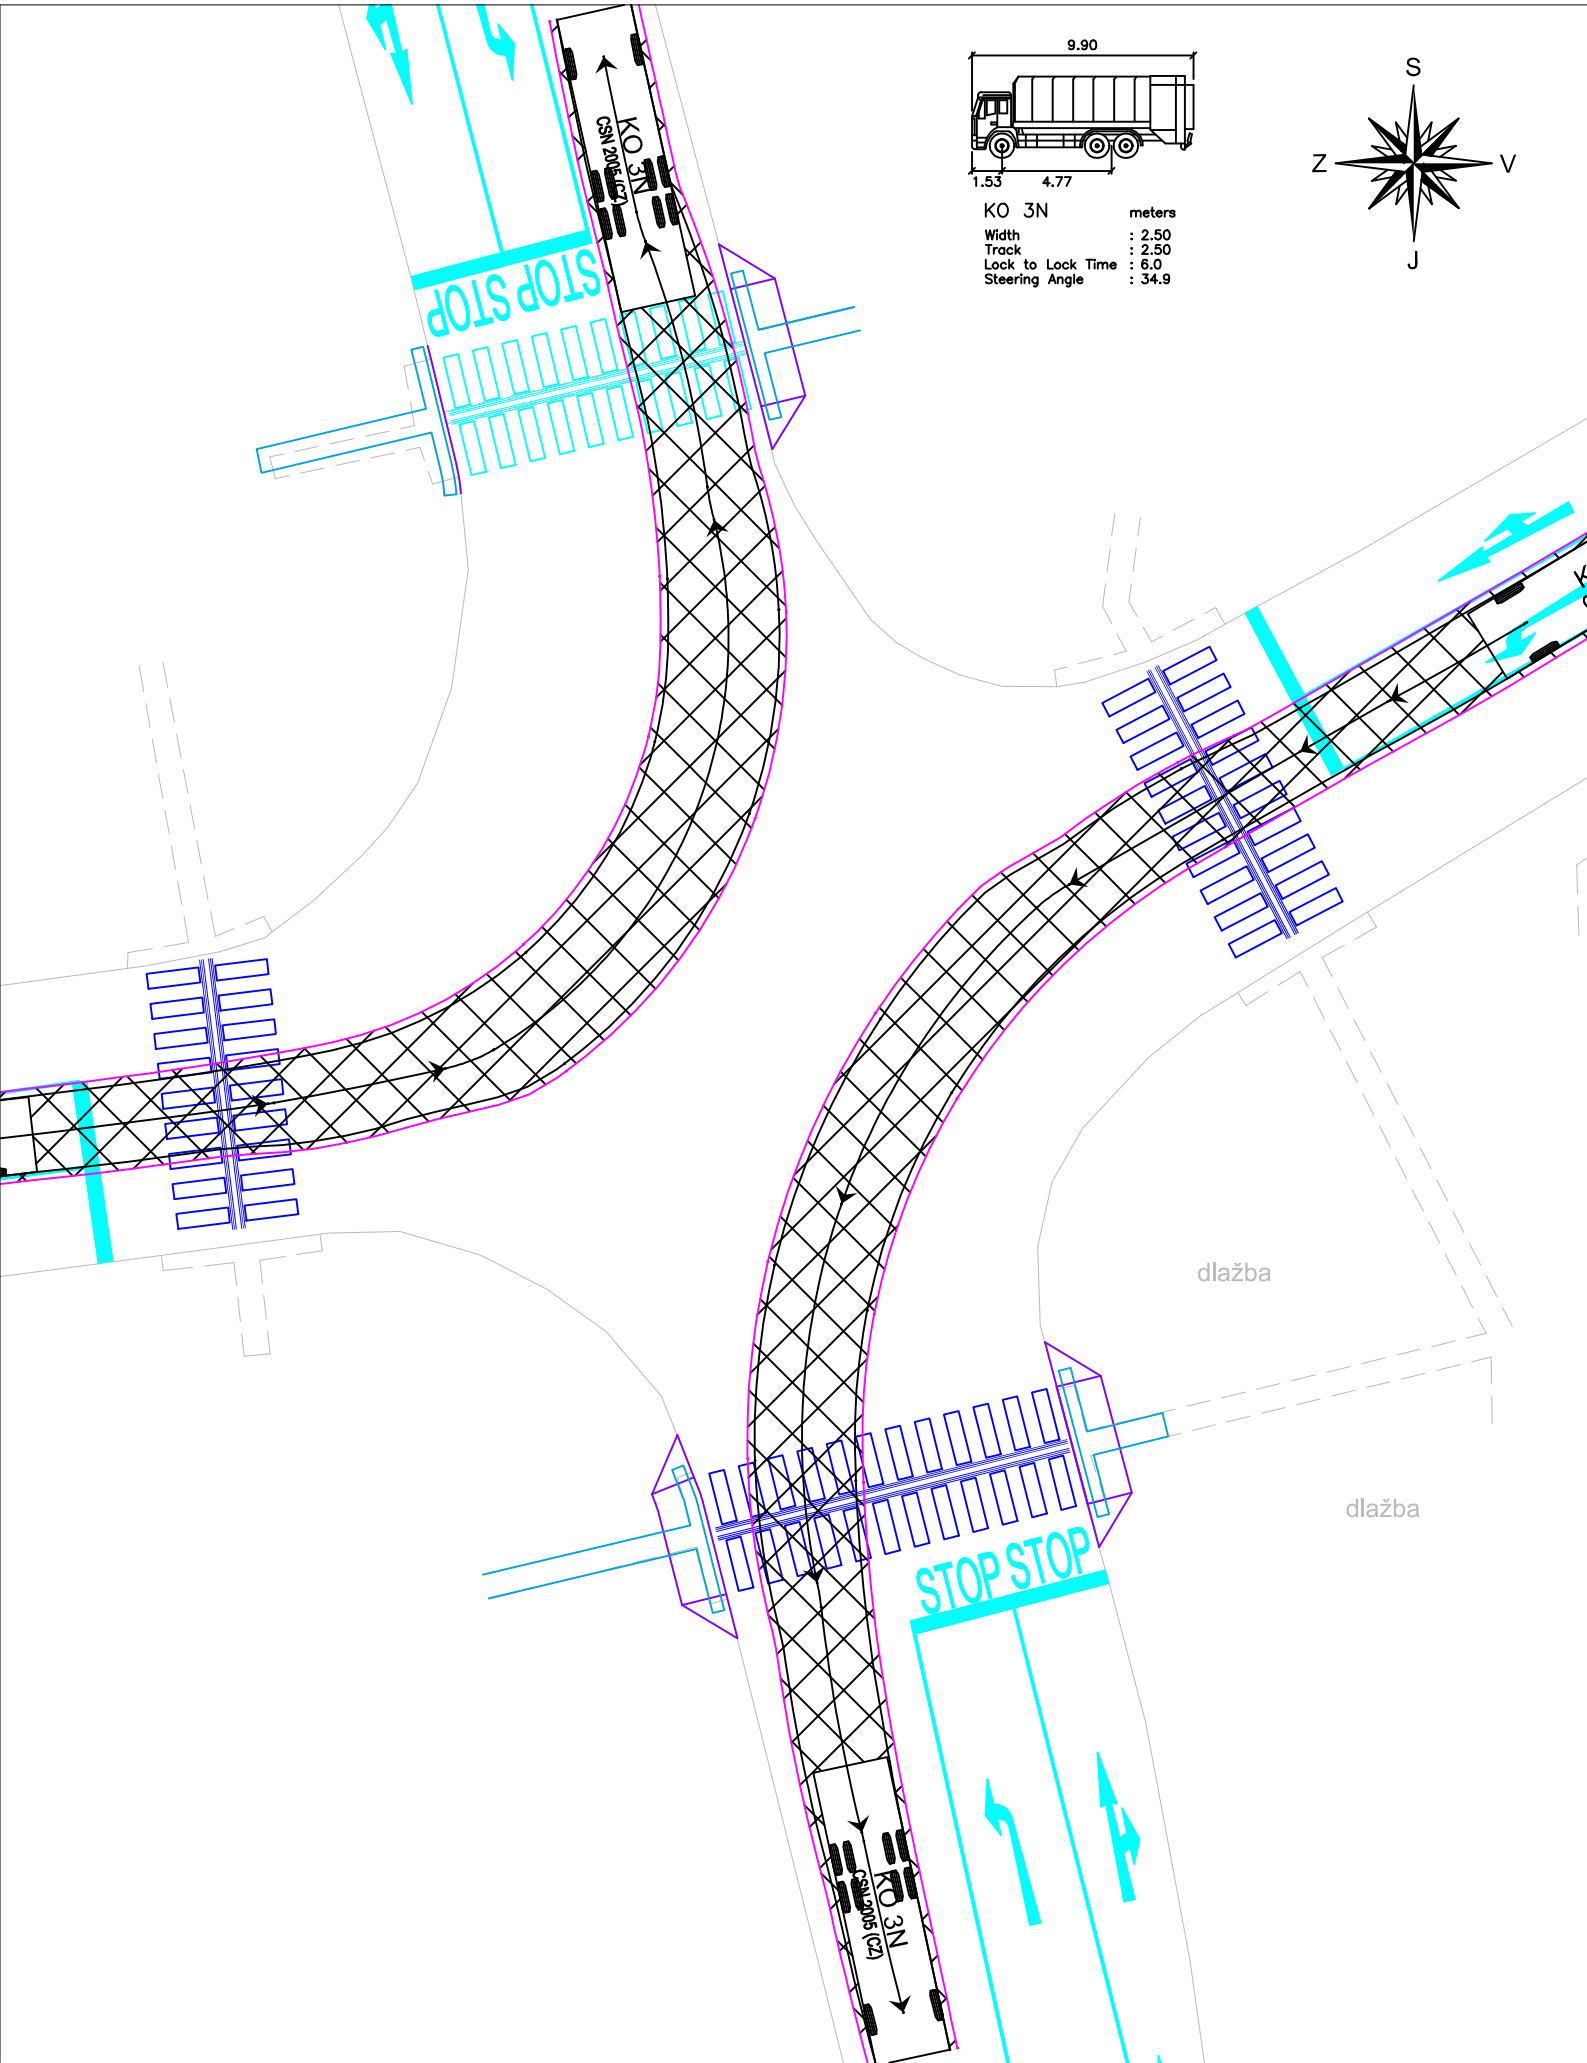 9.90
1.53 4.77
KO 3N meters
Width : 2.50
Track : 2.50
Lock to Lock Time : 6.0
Steering Angle : 34.9
S
Z V
J
KO 3N
CSN 2005 (CZ)
STOP STOP
dlažba
dlažba
STOP STOP
KO 3N
CSN 2005 (CZ)